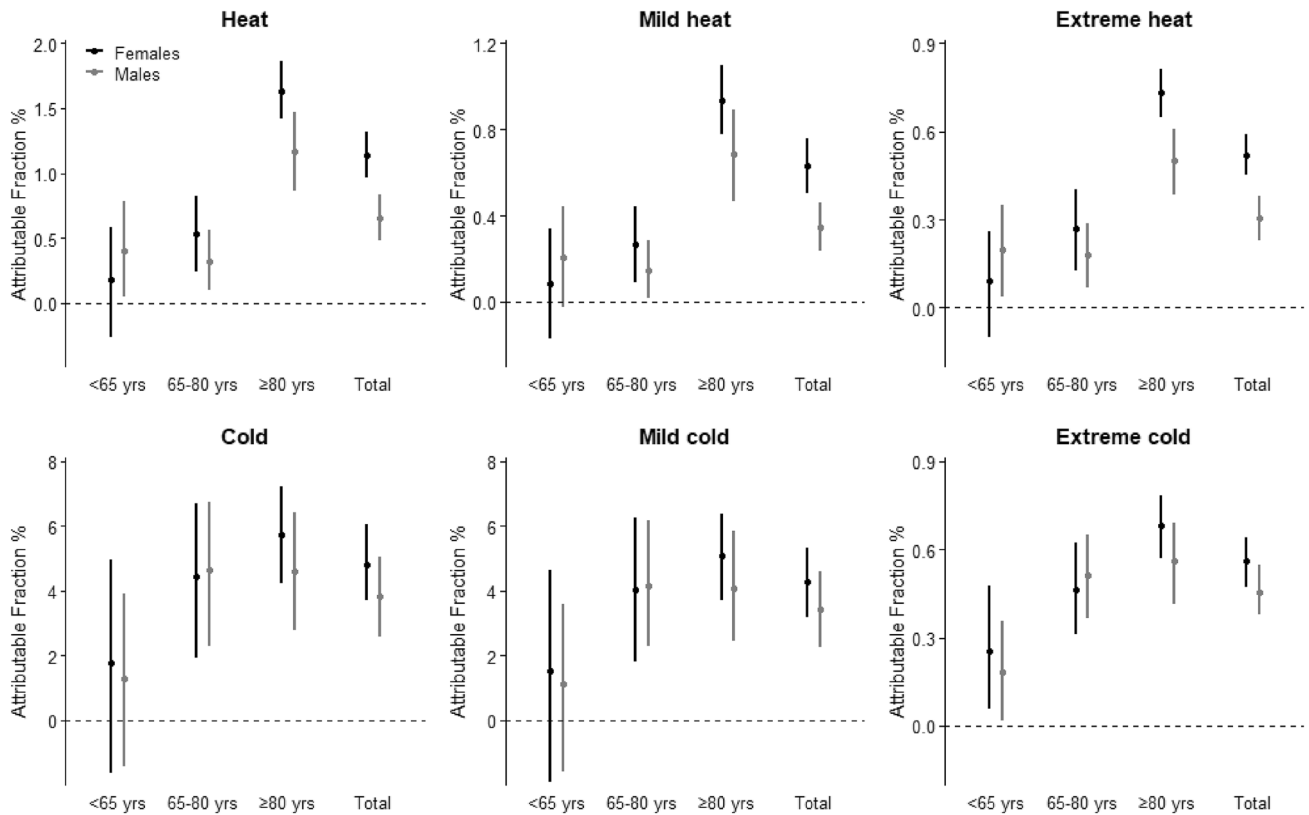 Heat
2.0
1.5
1.0
0.5
0.0
Attributable Fraction %
Females
Males
<65 yrs 65-80 yrs ≥80 yrs Total
Mild heat
1.2
0.8
0.4
0.0
Attributable Fraction %
<65 yrs 65-80 yrs ≥80 yrs Total
Extreme heat
0.9
0.6
0.3
0.0
Attributable Fraction %
<65 yrs 65-80 yrs ≥80 yrs Total
Cold
8
6
4
2
0
Attributable Fraction %
<65 yrs 65-80 yrs ≥80 yrs Total
Mild cold
8
6
4
2
0
Attributable Fraction %
<65 yrs 65-80 yrs ≥80 yrs Total
Extreme cold
0.9
0.6
0.3
0.0
Attributable Fraction %
<65 yrs 65-80 yrs ≥80 yrs Total